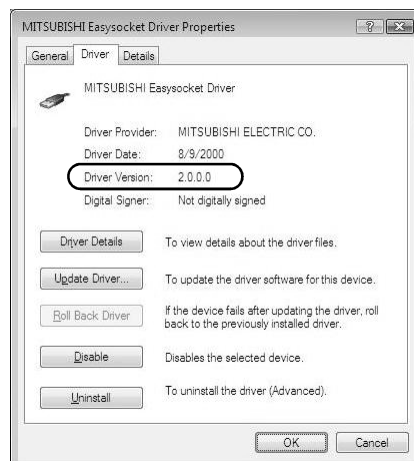 MITSUBISHI Easysocket Driver Properties
General Driver Details
MITSUBISHI Easysocket Driver
Driver Provider: MITSUBISHI ELECTRIC CO.
Driver Date: 8/9/2000
Driver Version: 2.0.0.0
Digital Signer: Not digitally signed
Driver Details To view details about the driver files.
Update Driver... To update the driver software for this device.
Roll Back Driver If the device fails after updating the driver, roll
back to the previously installed driver.
Disable Disables the selected device.
Uninstall To uninstall the driver (Advanced).
OK Cancel